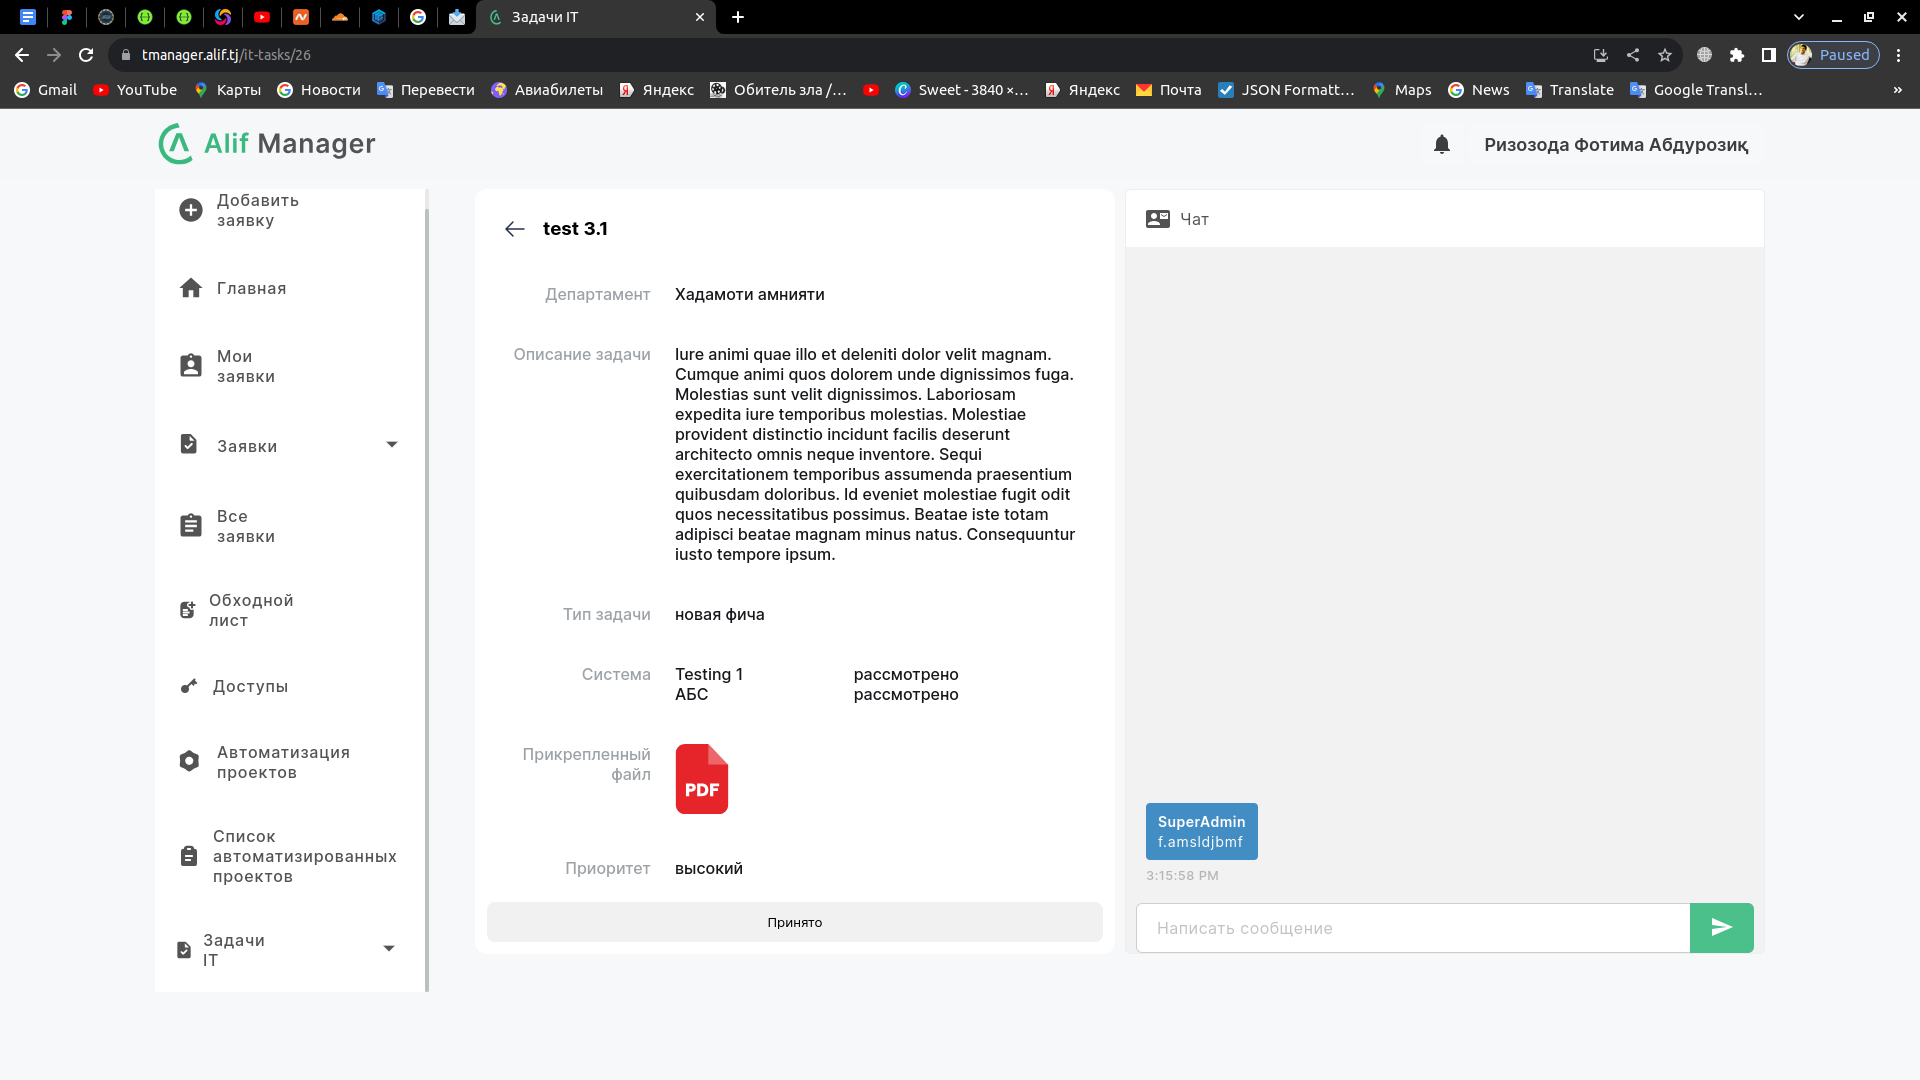 Задачи IT
tmanager.alif.tj/it-tasks/26
Paused
Gmail
YouTube
Карты
Новости
Перевести
Авиабилеты
Яндекс
Обитель зла /...
Sweet - 3840 ×...
Яндекс
Почта
JSON Formatt...
Maps
News
Translate
Google Transl...
»
Alif Manager
Ризозода Фотима Абдурозиқ
Добавить
заявку
Главная
Мои
заявки
Заявки
Все
заявки
Обходной
лист
Доступы
Автоматизация
проектов
Список
автоматизированных
проектов
Задачи
IT
test 3.1
Департамент
Хадамоти амнияти
Описание задачи
Iure animi quae illo et deleniti dolor velit magnam.
Cumque animi quos dolorem unde dignissimos fuga.
Molestias sunt velit dignissimos. Laboriosam
expedita iure temporibus molestias. Molestiae
provident distinctio incidunt facilis deserunt
architecto omnis neque inventore. Sequi
exercitationem temporibus assumenda praesentium
quibusdam doloribus. Id eveniet molestiae fugit odit
quos necessitatibus possimus. Beatae iste totam
adipisci beatae magnam minus natus. Consequuntur
iusto tempore ipsum.
Тип задачи
новая фича
Система
Testing 1 рассмотрено
АБС рассмотрено
Прикрепленный
файл
PDF
Приоритет
высокий
Принято
Чат
SuperAdmin
f.amsldjbmf
3:15:58 PM
Написать сообщение